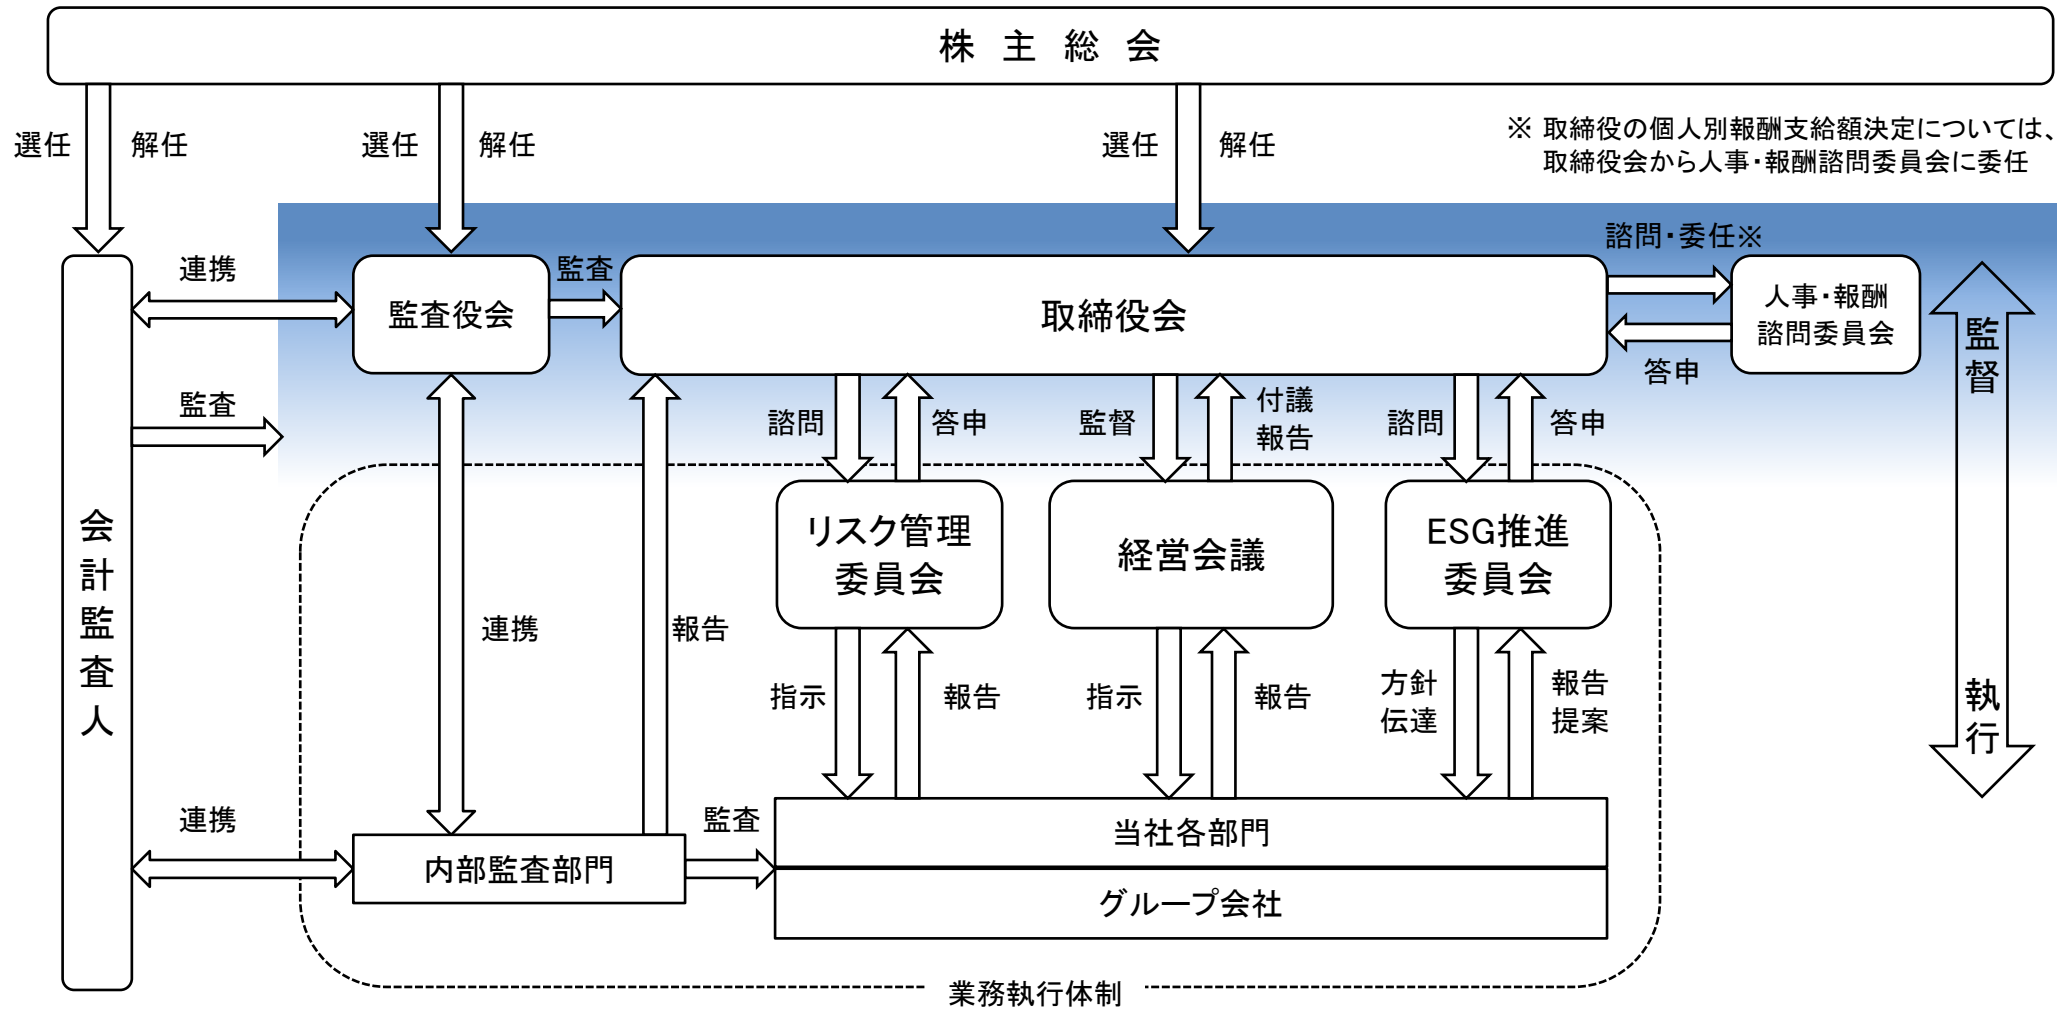 株主総会
選任
解任
選任
解任
選任
解任
※ 取締役の個人別報酬支給額決定については、
取締役会から人事・報酬諮問委員会に委任
諮問・委任※
連携
監査役会
監査
取締役会
人事・報酬
諮問委員会
答申
監督
執行
監査
諮問
答申
監督
付議
報告
諮問
答申
会計監査人
リスク管理
委員会
経営会議
ESG推進
委員会
連携
報告
指示
報告
指示
報告
方針
伝達
報告
提案
連携
内部監査部門
監査
当社各部門
グループ会社
業務執行体制